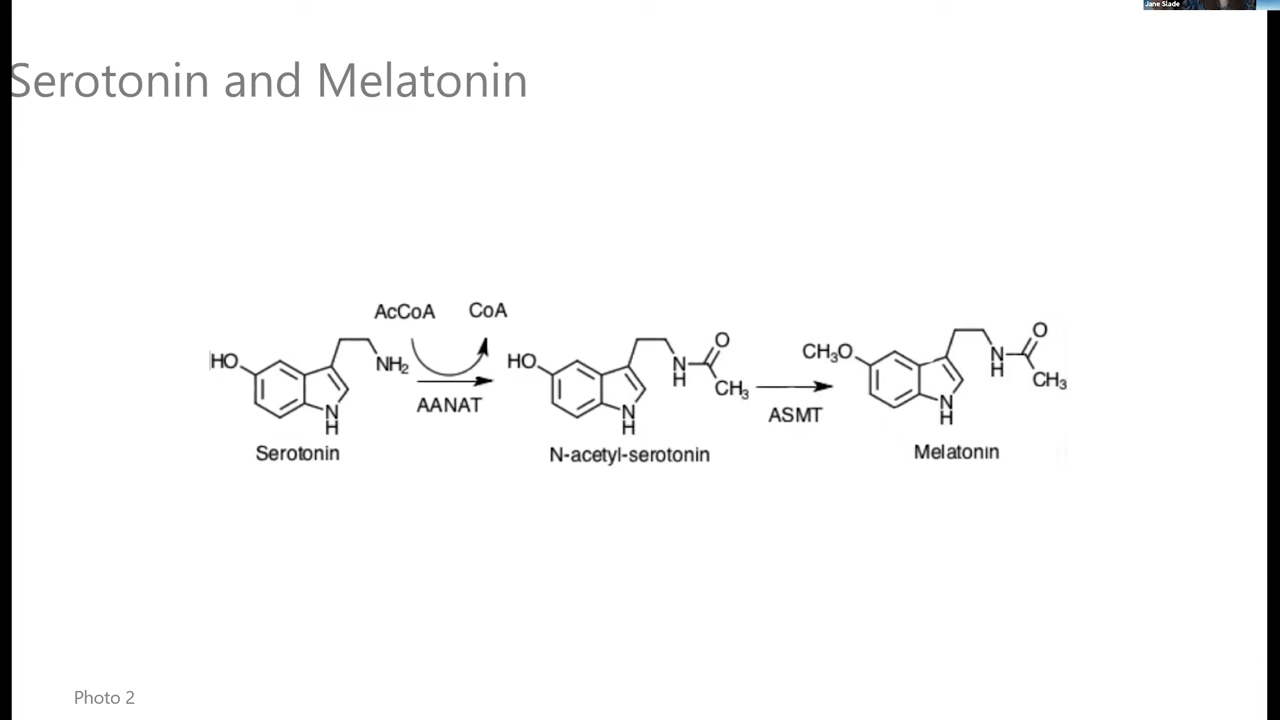 Jane Slade
Serotonin and Melatonin
AcCoA CoA
HO NH₂ AANAT
N
H
Serotonin
HO N
H O CH₃
N
H
N-acetyl-serotonin
ASMT
CH₃O N
H O CH₃
N
H
Melatonin
Photo 2